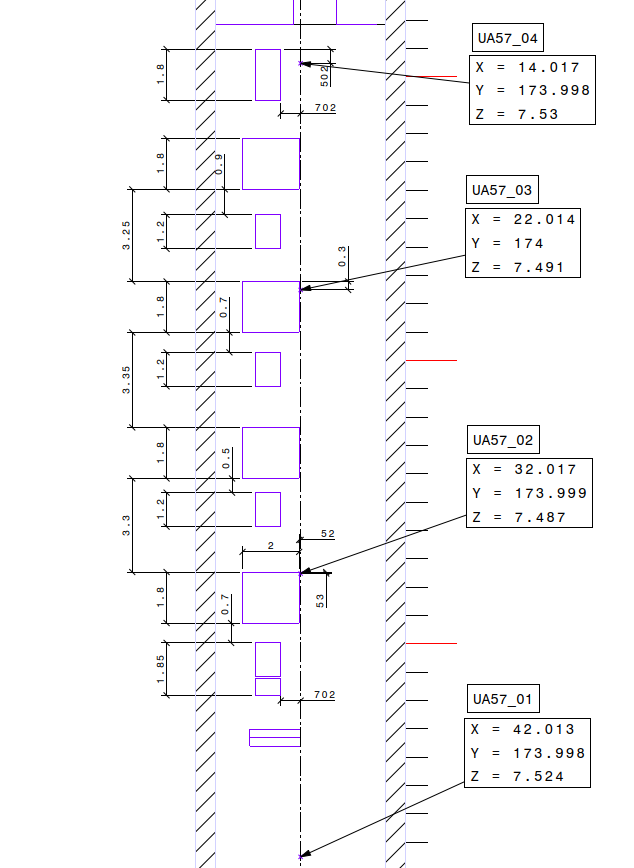 UA57_04
X = 14.017
Y = 173.998
Z = 7.53
1.8
502
702
1.8
0.9
UA57_03
X = 22.014
Y = 174
Z = 7.491
3.25
1.2
0.3
1.8
0.7
3.35
1.2
UA57_02
X = 32.017
Y = 173.999
Z = 7.487
1.8
0.5
3.3
1.2
52
2
1.8
0.7
53
1.85
702
UA57_01
X = 42.013
Y = 173.998
Z = 7.524